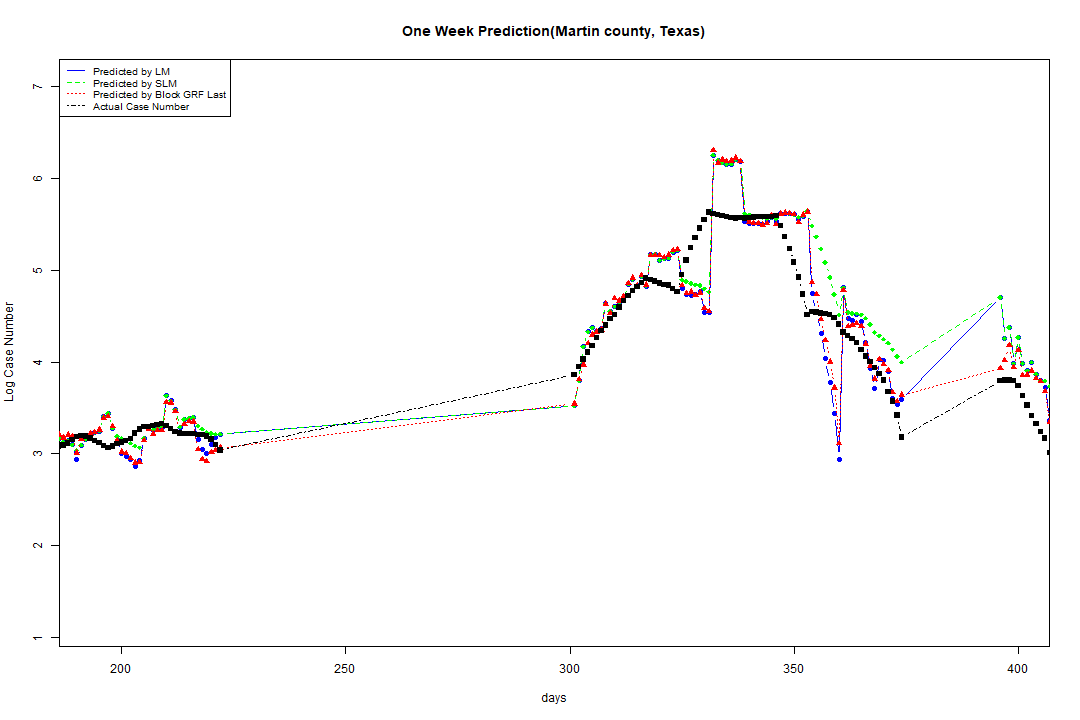 One Week Prediction(Martin county, Texas)
Predicted by LM
Predicted by SLM
Predicted by Block GRF Last
Actual Case Number
7
6
5
4
3
2
1
Log Case Number
200 250 300 350 400
days